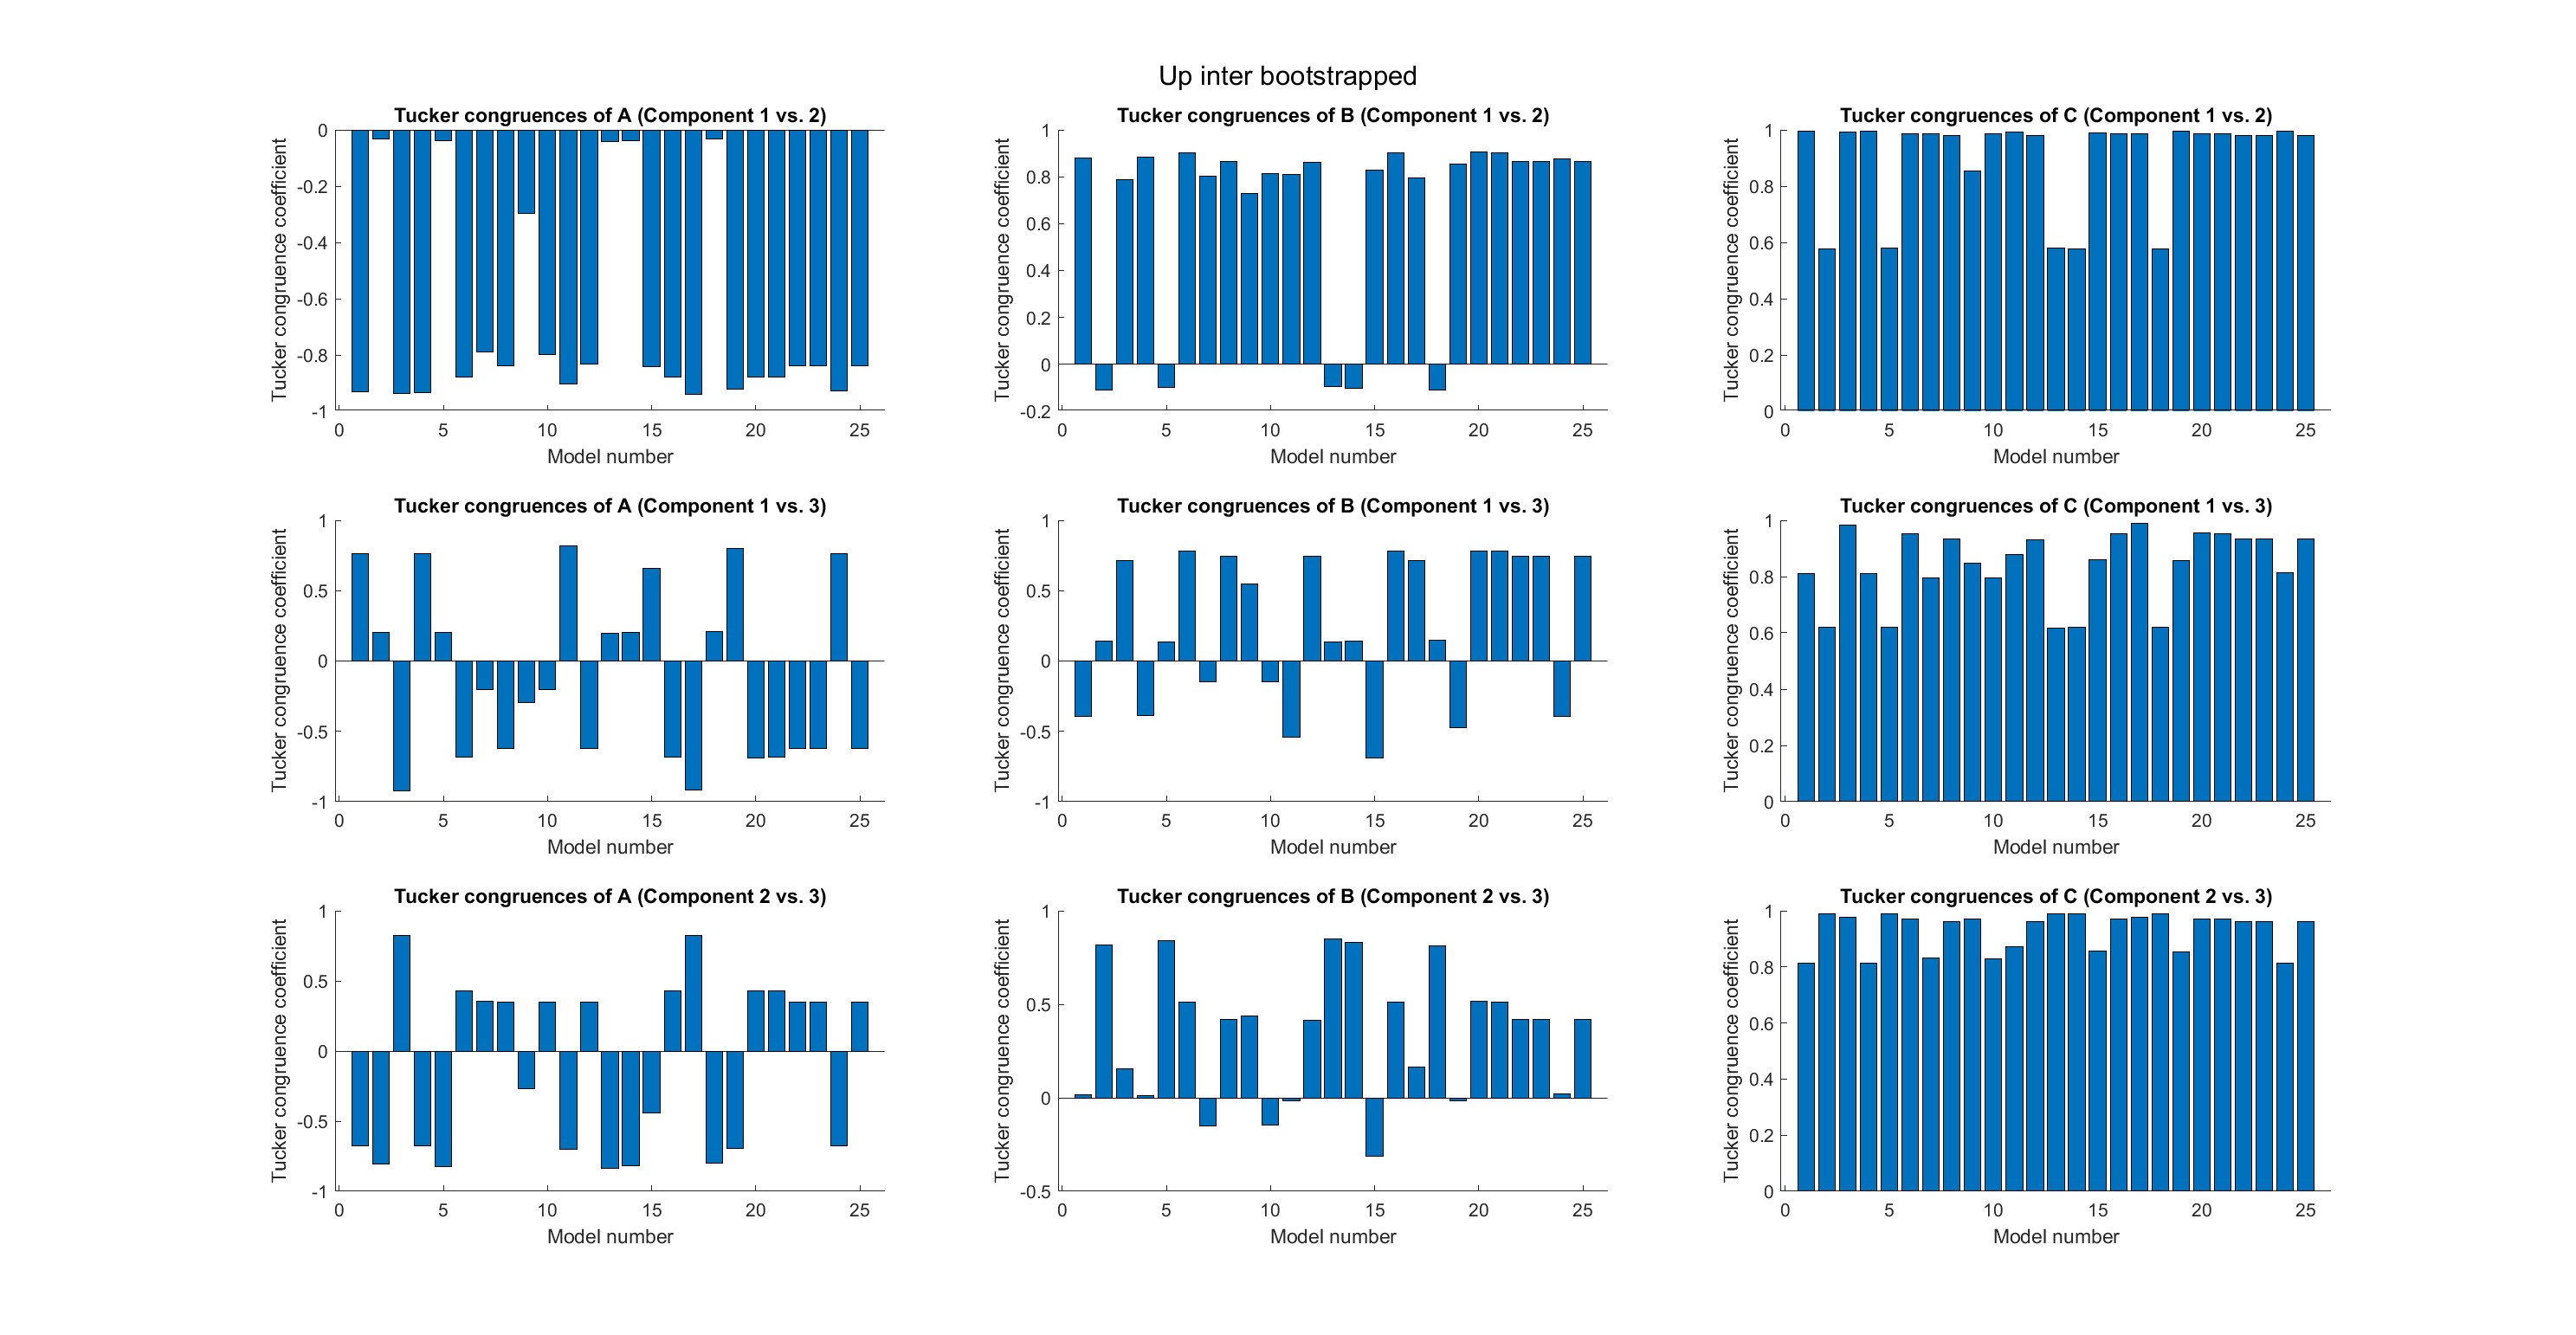 Up inter bootstrapped
Tucker congruences of A (Component 1 vs. 2)
Tucker congruence coefficient
0
-0.2
-0.4
-0.6
-0.8
-1
0 5 10 15 20 25
Model number
Tucker congruences of B (Component 1 vs. 2)
Tucker congruence coefficient
1
0.8
0.6
0.4
0.2
0
-0.2
0 5 10 15 20 25
Model number
Tucker congruences of C (Component 1 vs. 2)
Tucker congruence coefficient
1
0.8
0.6
0.4
0.2
0
0 5 10 15 20 25
Model number
Tucker congruences of A (Component 1 vs. 3)
Tucker congruence coefficient
1
0.5
0
-0.5
-1
0 5 10 15 20 25
Model number
Tucker congruences of B (Component 1 vs. 3)
Tucker congruence coefficient
1
0.5
0
-0.5
-1
0 5 10 15 20 25
Model number
Tucker congruences of C (Component 1 vs. 3)
Tucker congruence coefficient
1
0.8
0.6
0.4
0.2
0
0 5 10 15 20 25
Model number
Tucker congruences of A (Component 2 vs. 3)
Tucker congruence coefficient
1
0.5
0
-0.5
-1
0 5 10 15 20 25
Model number
Tucker congruences of B (Component 2 vs. 3)
Tucker congruence coefficient
1
0.5
0
-0.5
0 5 10 15 20 25
Model number
Tucker congruences of C (Component 2 vs. 3)
Tucker congruence coefficient
1
0.8
0.6
0.4
0.2
0
0 5 10 15 20 25
Model number